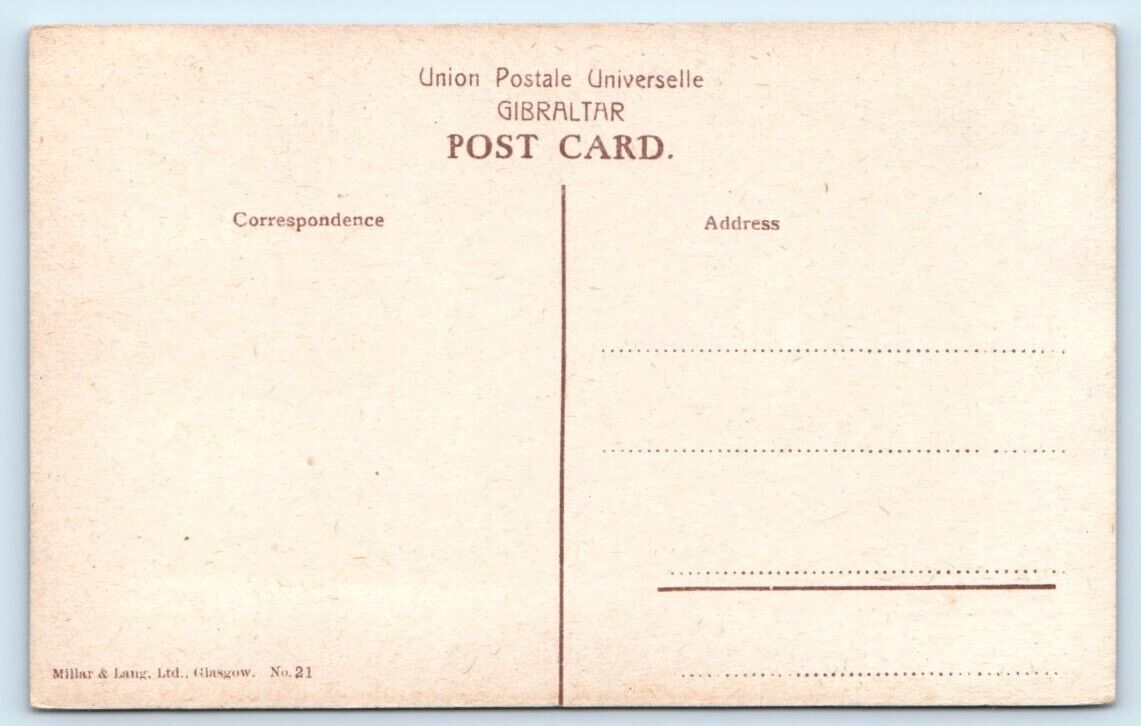 Union Postale Universelle
GIBRALTAR
POST CARD.
Correspondence
Address
Millar & Lang, Ltd., Glasgow. No. 21